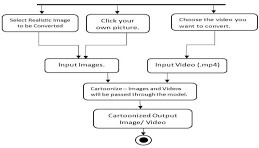 Select Realistic Image
to be Converted
Click your
own picture.
Choose the video you
want to convert.
Input Images.
Input Video (.mp4)
Cartoonize – Images and Videos
will be passed through the model.
Cartoonized Output
Image/ Video